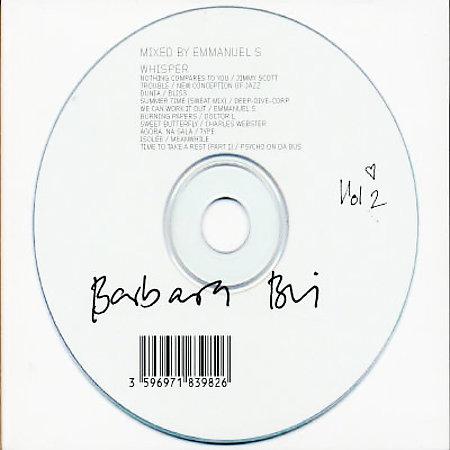 MIXED BY EMMANUEL S
WHISPER
NOTHING COMPARES TO YOU / JIMMY SCOTT
TROUBLE / NEW CONCEPTION OF JAZZ
DUNIA / BLISS
SUMMER TIME (SWEAT MIX) / DEEP-DIVE-CORP
WE CAN WORK IT OUT / EMMANUEL S
BURNING PAPERS / DOCTOR L
SWEET BUTTERFLY / CHARLES WEBSTER
AGORA NA GALA / TYPE
ISOLÉE / MEANWHILE
TIME TO TAKE A REST (PART 1) / PSYCHO ON DA BUS
Vol 2
Barbara Bui
3 596971 839826